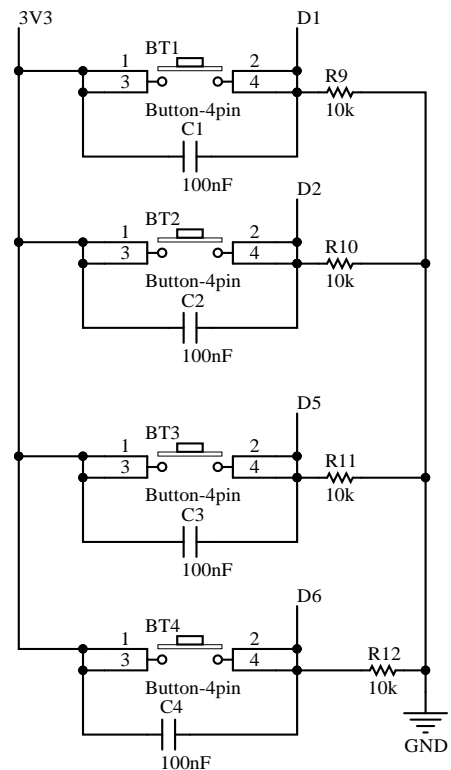 3V3
D1
BT1
1
2
3
4
R9
10k
Button-4pin
C1
100nF
D2
BT2
1
2
3
4
R10
10k
Button-4pin
C2
100nF
D5
BT3
1
2
3
4
R11
10k
Button-4pin
C3
100nF
D6
BT4
1
2
3
4
R12
10k
Button-4pin
C4
100nF
GND